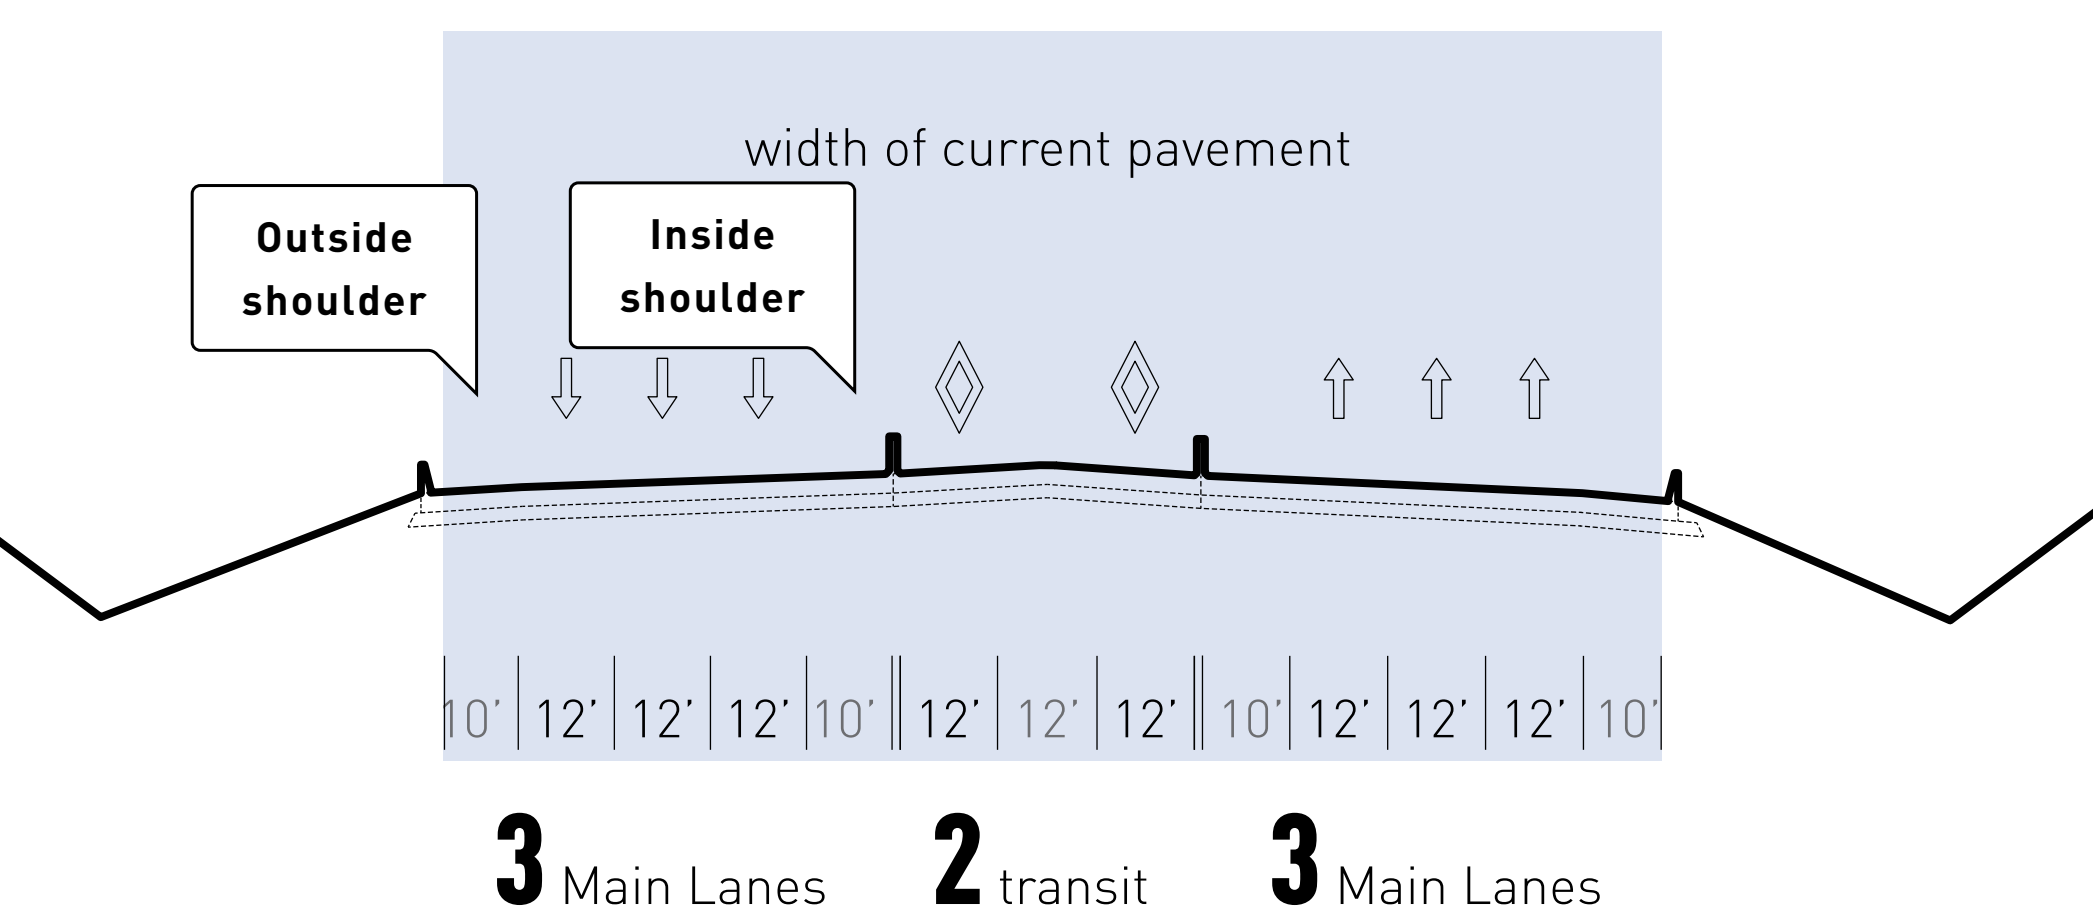 width of current pavement
Outside
shoulder
Inside
shoulder
10’ 12’ 12’ 12’ 10’ 12’ 12’ 12’ 10’ 12’ 12’ 12’ 10’
3 Main Lanes 2 transit 3 Main Lanes